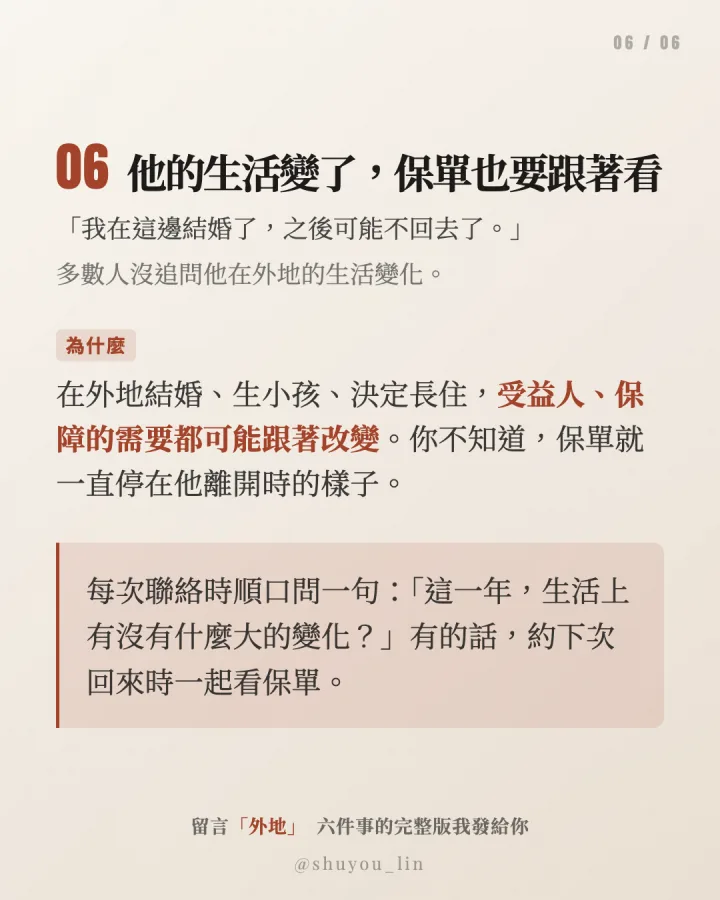 06 / 06
06 他的生活變了，保單也要跟著看
「我在這邊結婚了，之後可能不回去了。」
多數人沒追問他在外地的生活變化。
為什麼
在外地結婚、生小孩、決定長住，受益人、保
障的需要都可能跟著改變。你不知道，保單就
一直停在他離開時的樣子。
每次聯絡時順口問一句：「這一年，生活上
有沒有什麼大的變化？」有的話，約下次
回來時一起看保單。
留言「外地」 六件事的完整版我發給你
@shuyou_lin